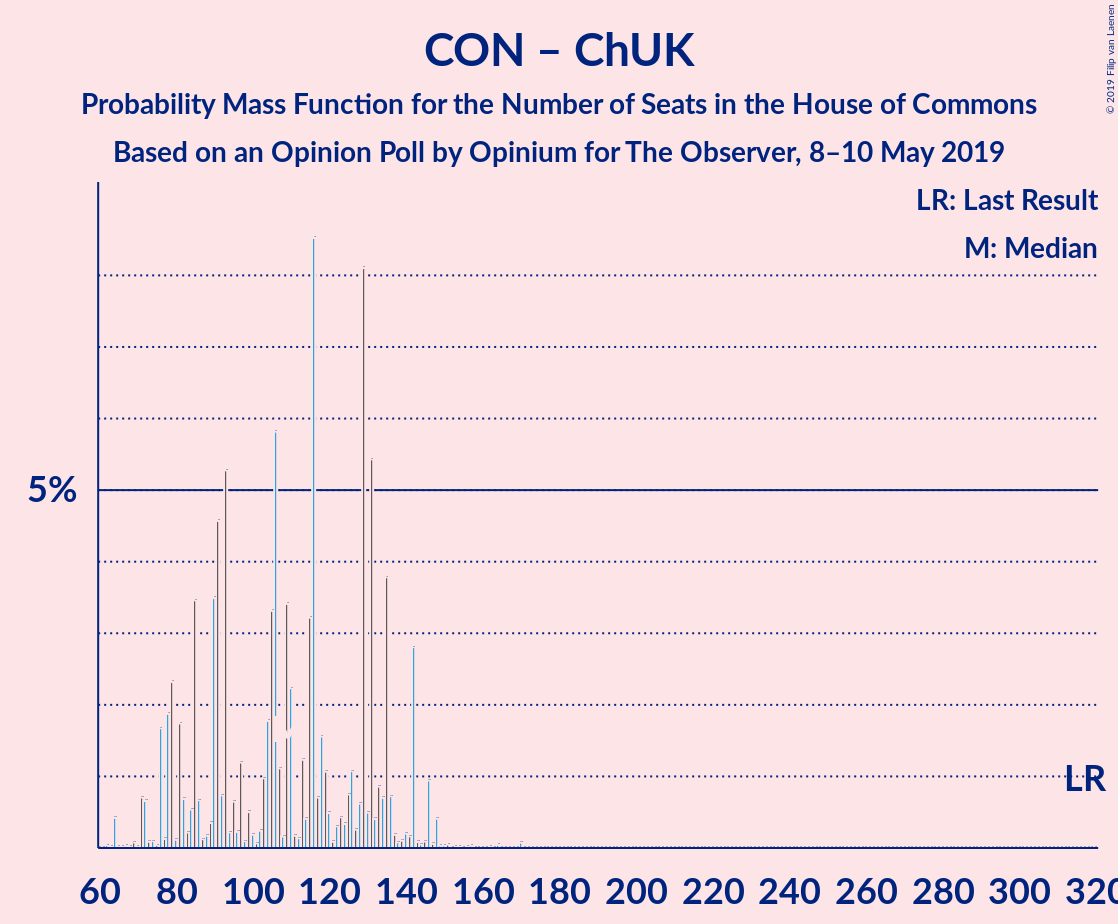 CON – ChUK
Probability Mass Function for the Number of Seats in the House of Commons
Based on an Opinion Poll by Opinium for The Observer, 8–10 May 2019
© 2019 Filip van Laenen
LR: Last Result
M: Median
5%
LR
60 80 100 120 140 160 180 200 220 240 260 280 300 320